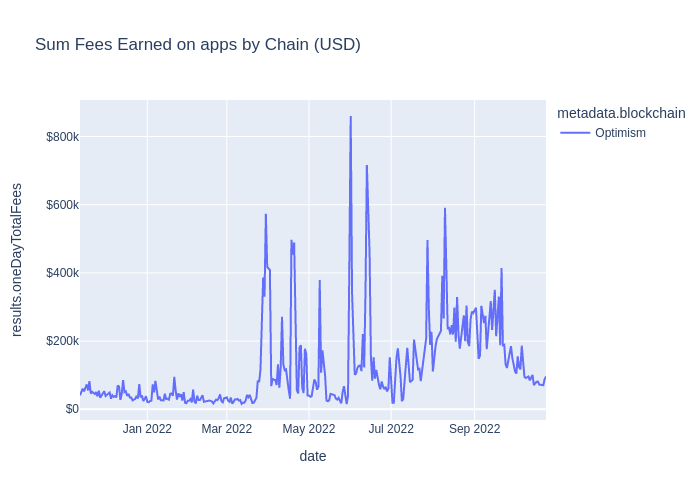 Sum Fees Earned on apps by Chain (USD)
metadata.blockchain
Optimism
$800k
$600k
$400k
$200k
$0
results.oneDayTotalFees
Jan 2022
Mar 2022
May 2022
Jul 2022
Sep 2022
date